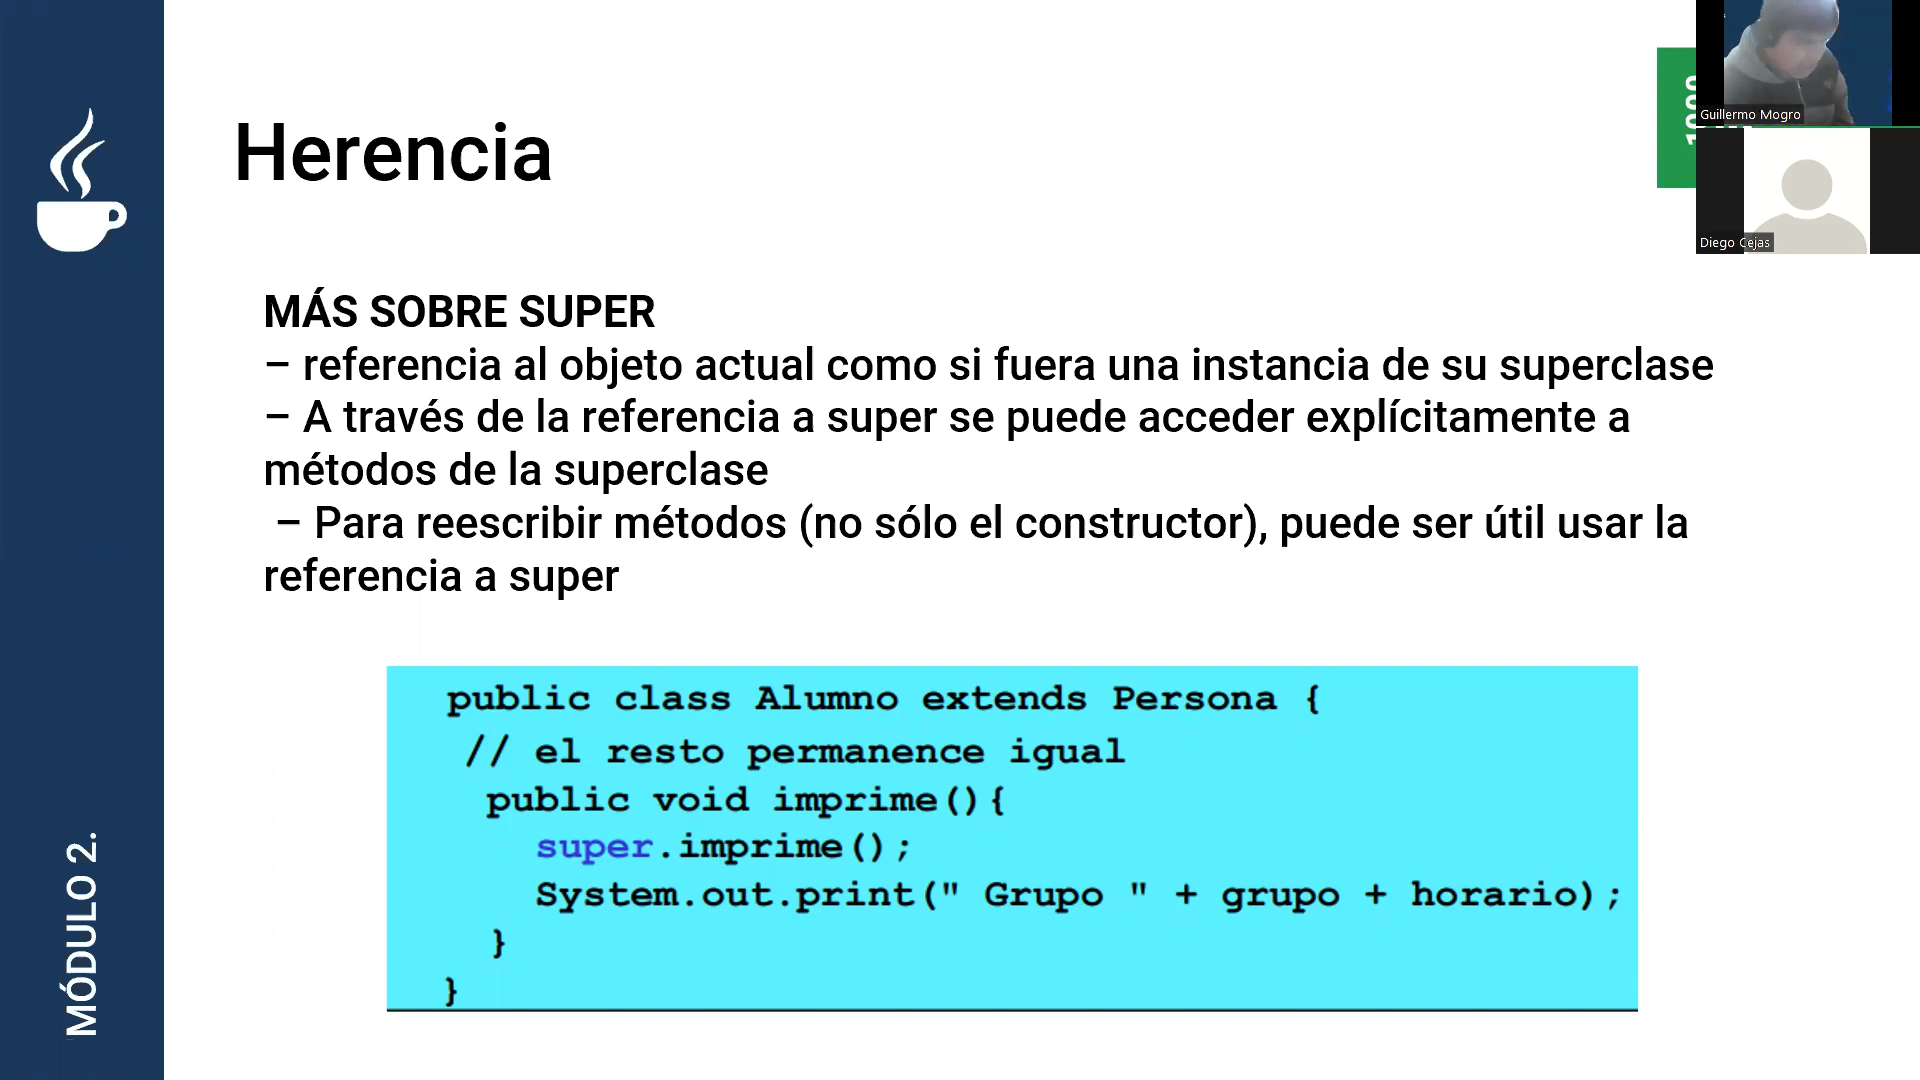 Herencia
MÁS SOBRE SUPER
– referencia al objeto actual como si fuera una instancia de su superclase
– A través de la referencia a super se puede acceder explícitamente a
métodos de la superclase
– Para reescribir métodos (no sólo el constructor), puede ser útil usar la
referencia a super
public class Alumno extends Persona {
// el resto permanence igual
public void imprime(){
super.imprime();
System.out.print(" Grupo " + grupo + horario);
}
}
MÓDULO 2.
Guillermo Mogro
Diego Cejas